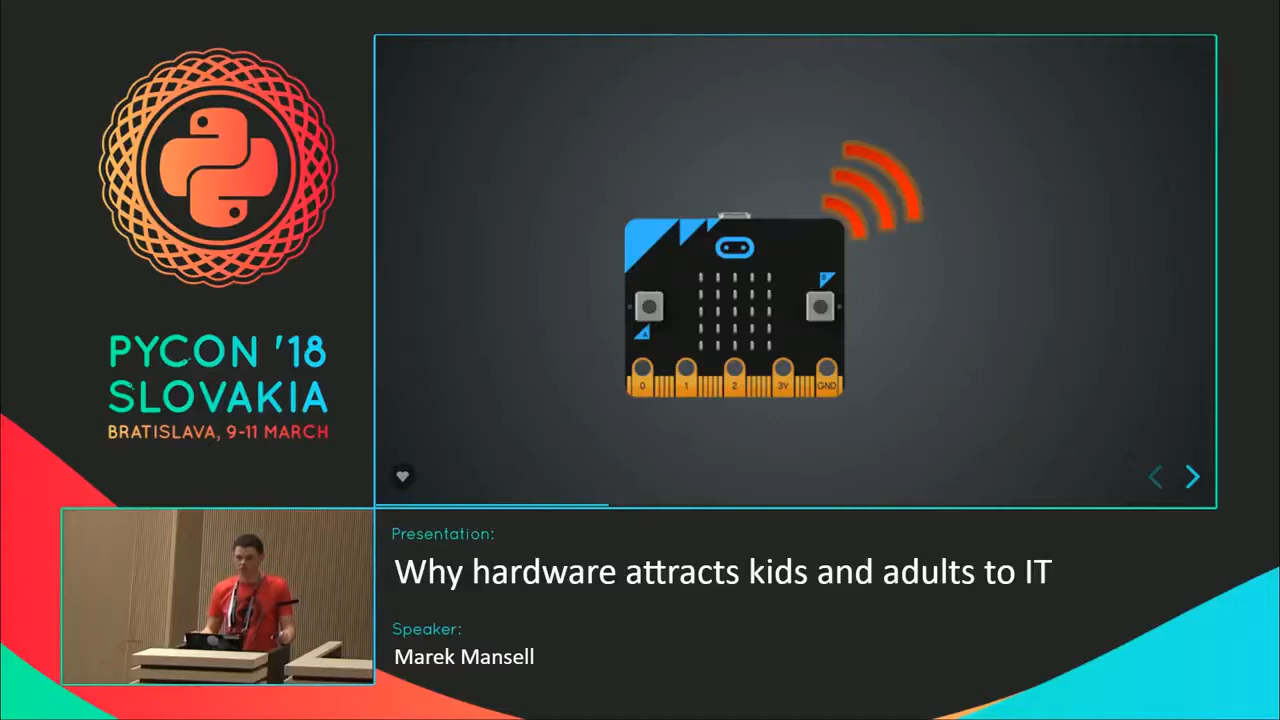 PYCON '18
SLOVAKIA
BRATISLAVA, 9-11 MARCH
0 1 2 3V GND
Presentation:
Why hardware attracts kids and adults to IT
Speaker:
Marek Mansell